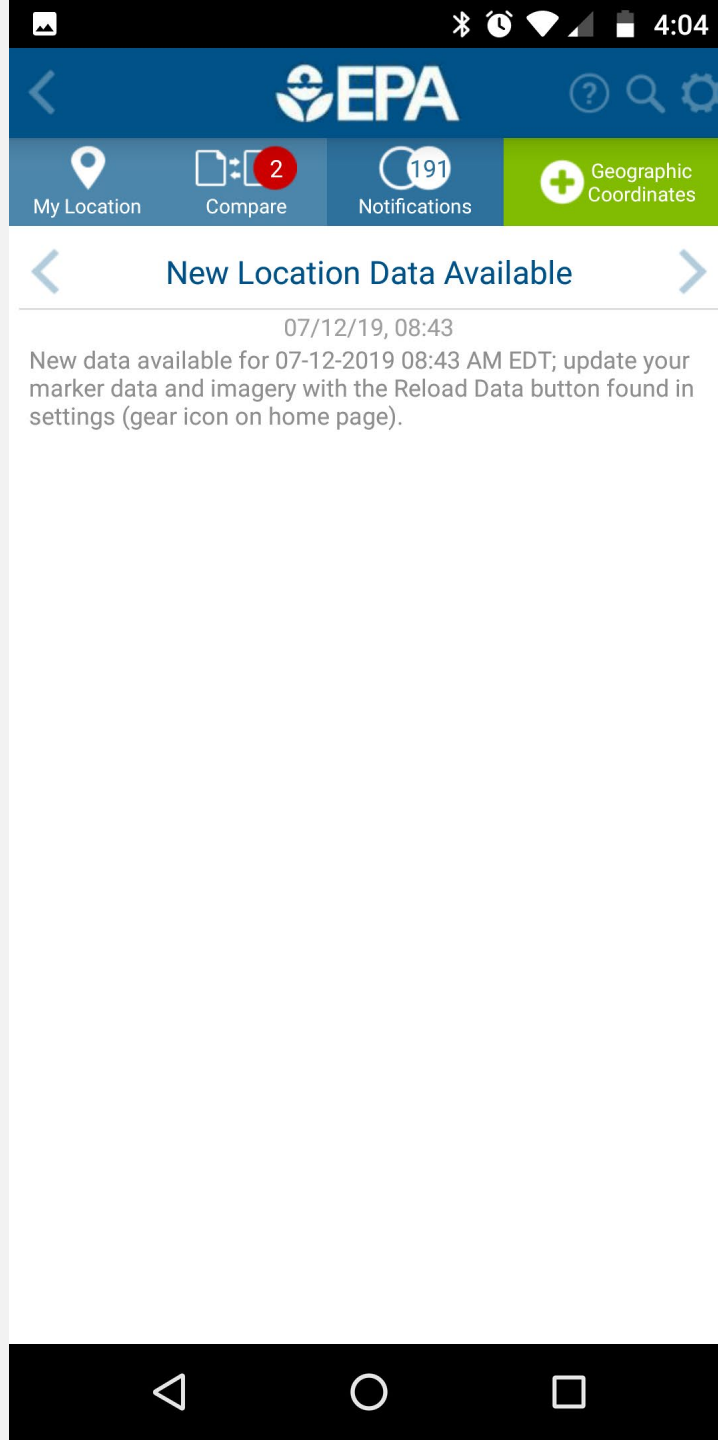 4:04
EPA
?
2
191
Geographic
Coordinates
My Location
Compare
Notifications
New Location Data Available
07/12/19, 08:43
New data available for 07-12-2019 08:43 AM EDT; update your
marker data and imagery with the Reload Data button found in
settings (gear icon on home page).